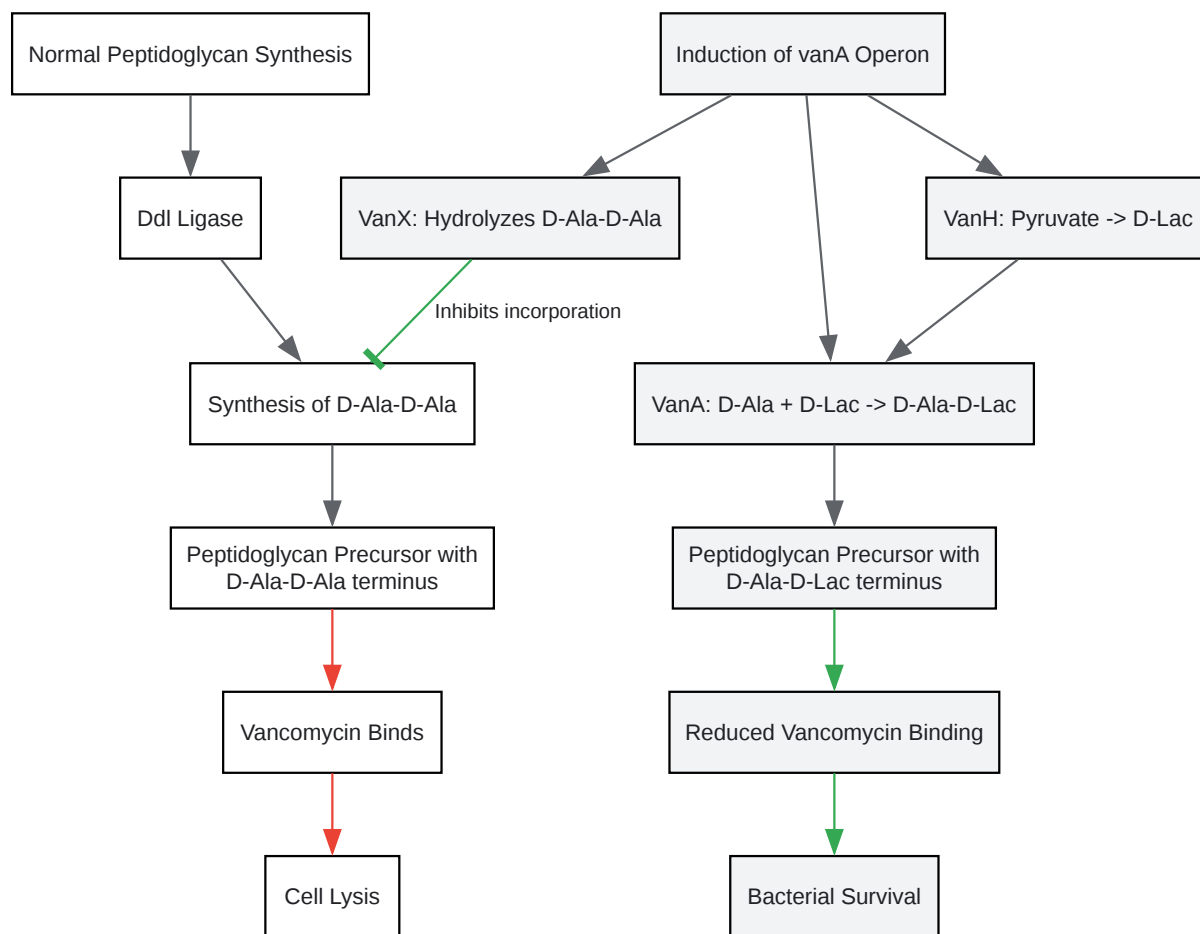 Normal Peptidoglycan Synthesis
Induction of vanA Operon
Ddl Ligase
VanX: Hydrolyzes D-Ala-D-Ala
VanH: Pyruvate -> D-Lac
Inhibits incorporation
Synthesis of D-Ala-D-Ala
VanA: D-Ala + D-Lac -> D-Ala-D-Lac
Peptidoglycan Precursor with
D-Ala-D-Ala terminus
Peptidoglycan Precursor with
D-Ala-D-Lac terminus
Vancomycin Binds
Reduced Vancomycin Binding
Cell Lysis
Bacterial Survival